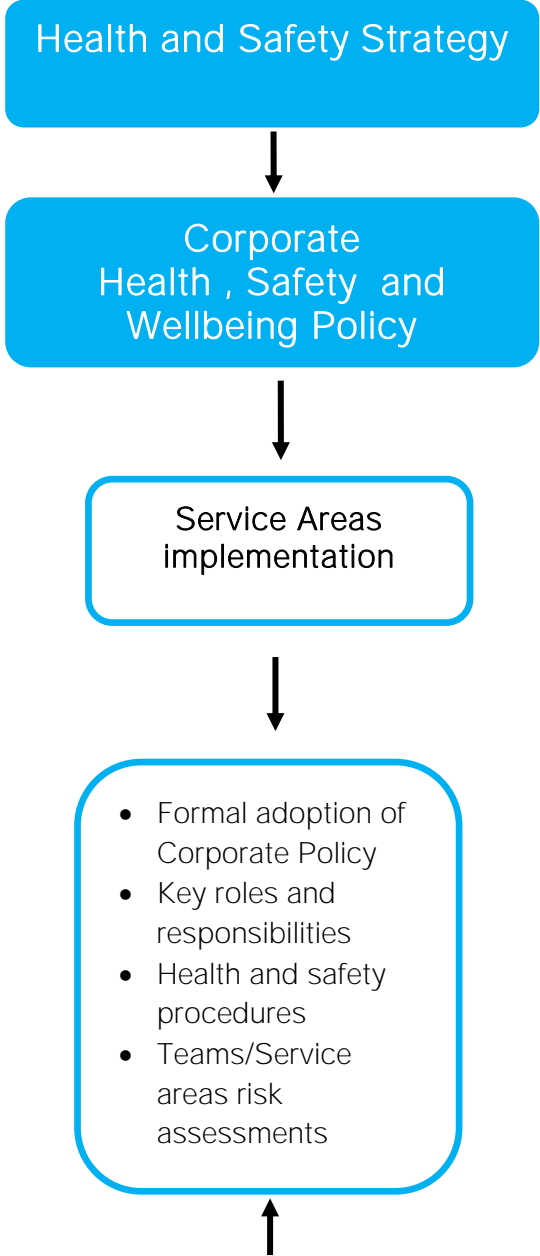 Health and Safety Strategy
Corporate
Health , Safety  and
Wellbeing Policy
Service Areas
implementation
• Formal adoption of
Corporate Policy
• Key roles and
responsibilities
• Health and safety
procedures
• Teams/Service
areas risk
assessments